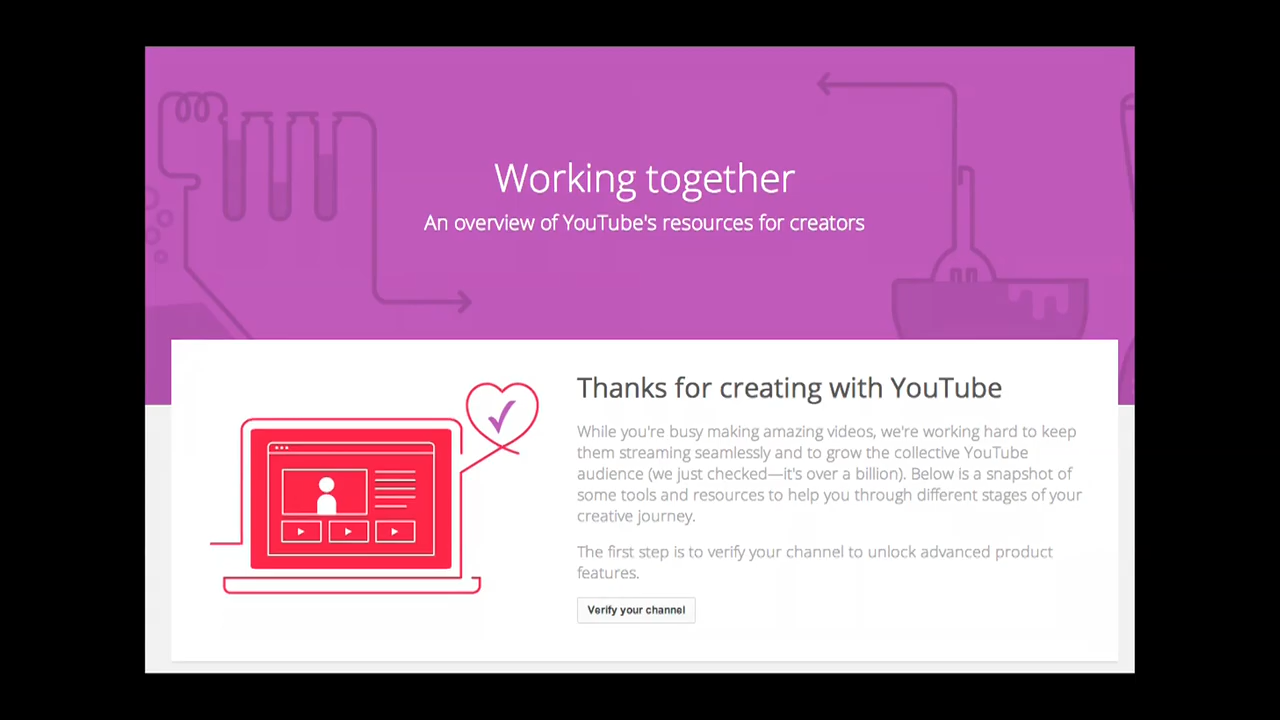 Working together
An overview of YouTube's resources for creators
Thanks for creating with YouTube
While you're busy making amazing videos, we're working hard to keep
them streaming seamlessly and to grow the collective YouTube
audience (we just checked—it's over a billion). Below is a snapshot of
some tools and resources to help you through different stages of your
creative journey.
The first step is to verify your channel to unlock advanced product
features.
Verify your channel